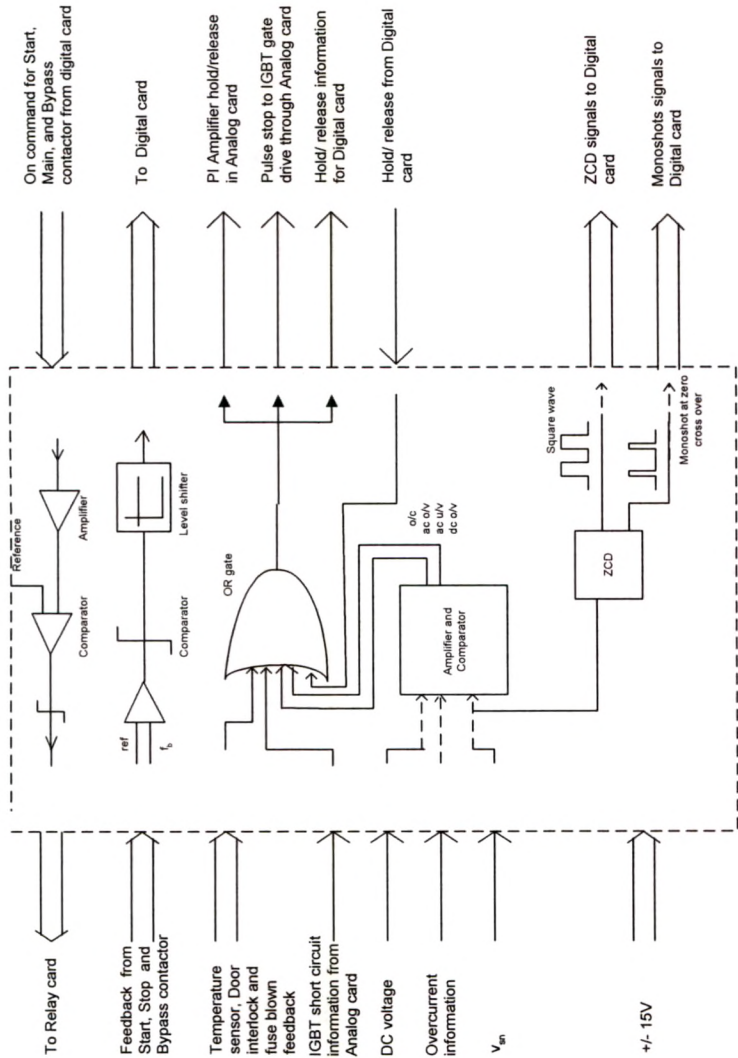 On command for Start,
Main, and Bypass
contactor from digital card
To Digital card
PI Amplifier hold/release
in Analog card
Pulse stop to IGBT gate
drive through Analog card
Hold/ release information
for Digital card
Hold/ release from Digital
card
ZCD signals to Digital
card
Monoshots signals to
Digital card
Reference
Amplifier
Comparator
Level shifter
Comparator
ref
fb
OR gate
o/c
ac o/v
ac u/v
dc o/v
Amplifier and
Comparator
Square wave
Monoshot at zero
cross over
ZCD
To Relay card
Feedback from
Start, Stop and
Bypass contactor
Temperature
sensor, Door
interlock and
fuse blown
feedback
IGBT short circuit
information from
Analog card
DC voltage
Overcurrent
information
vsn
+/- 15V